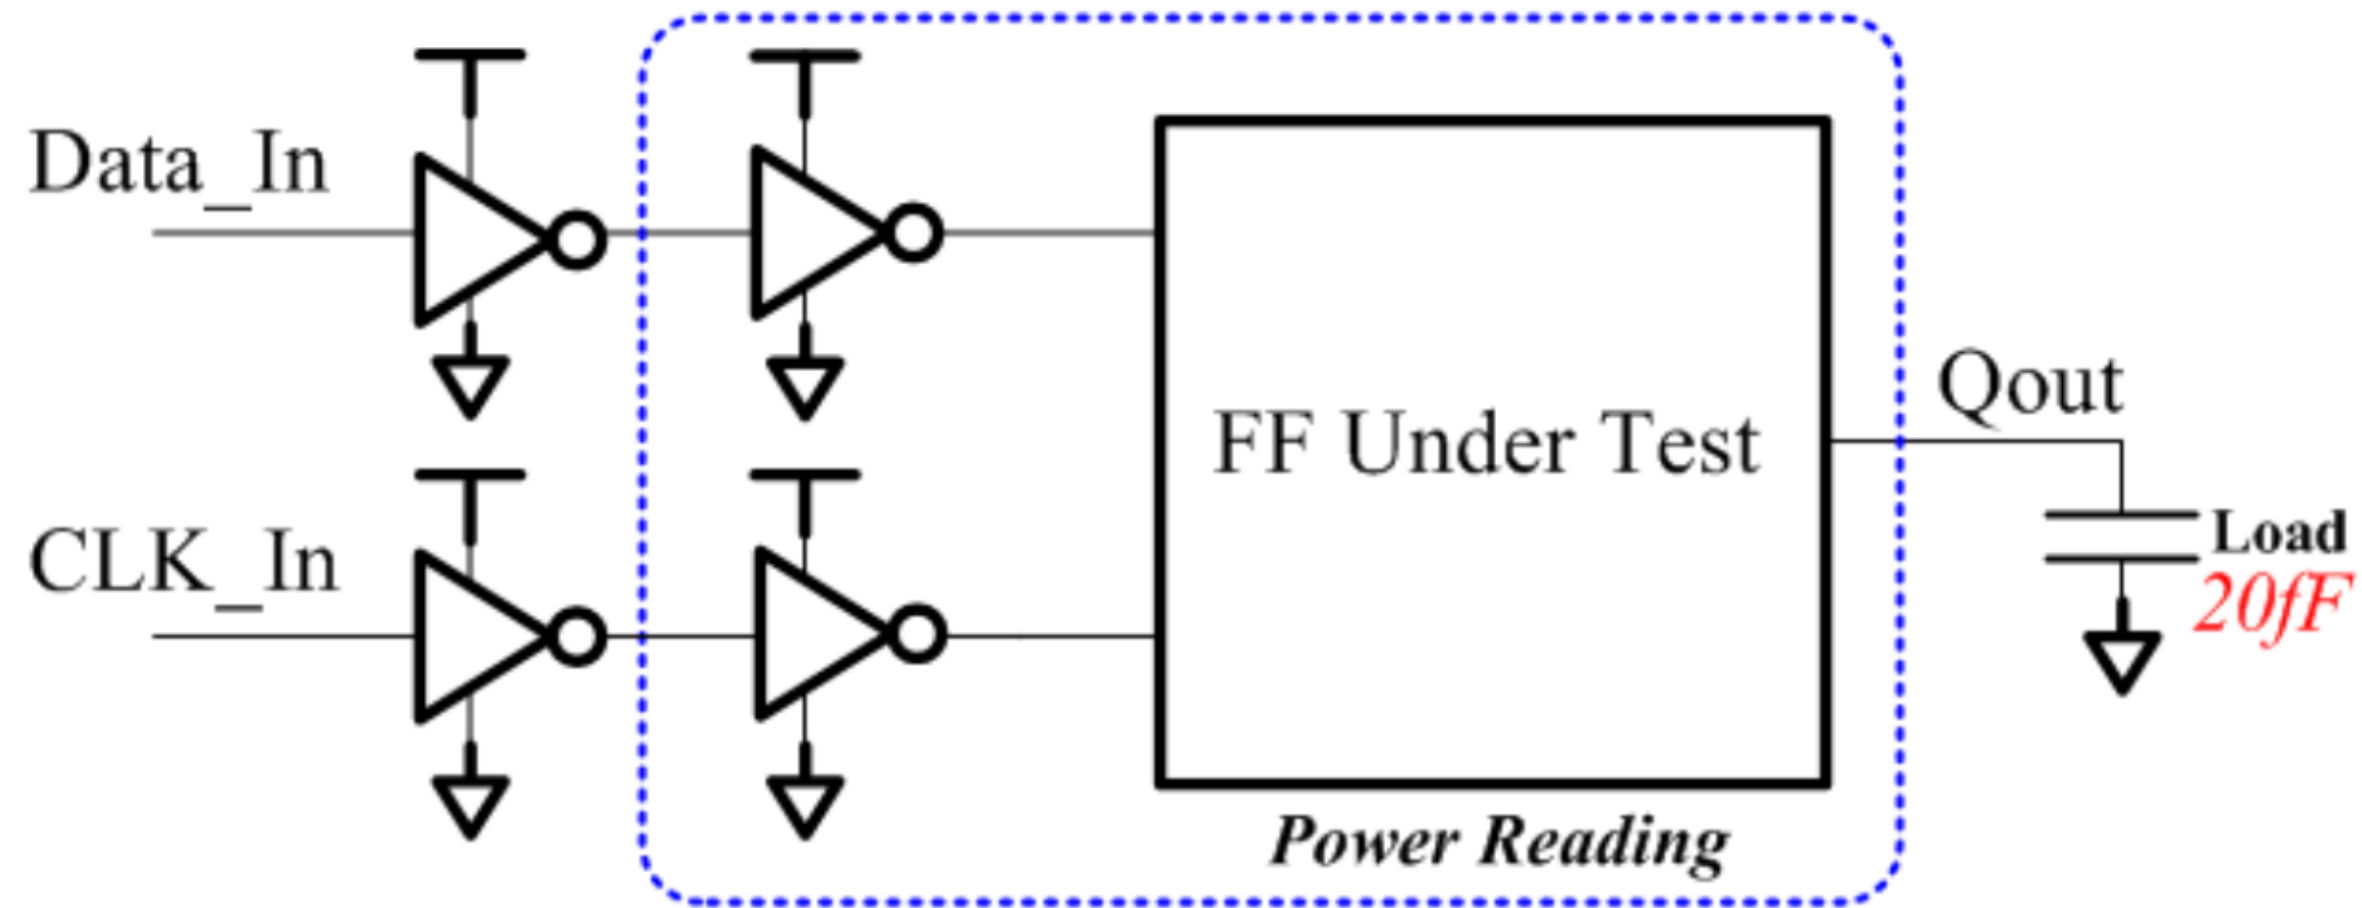 Data_In
CLK_In
FF Under Test
Power Reading
Qout
Load
20fF